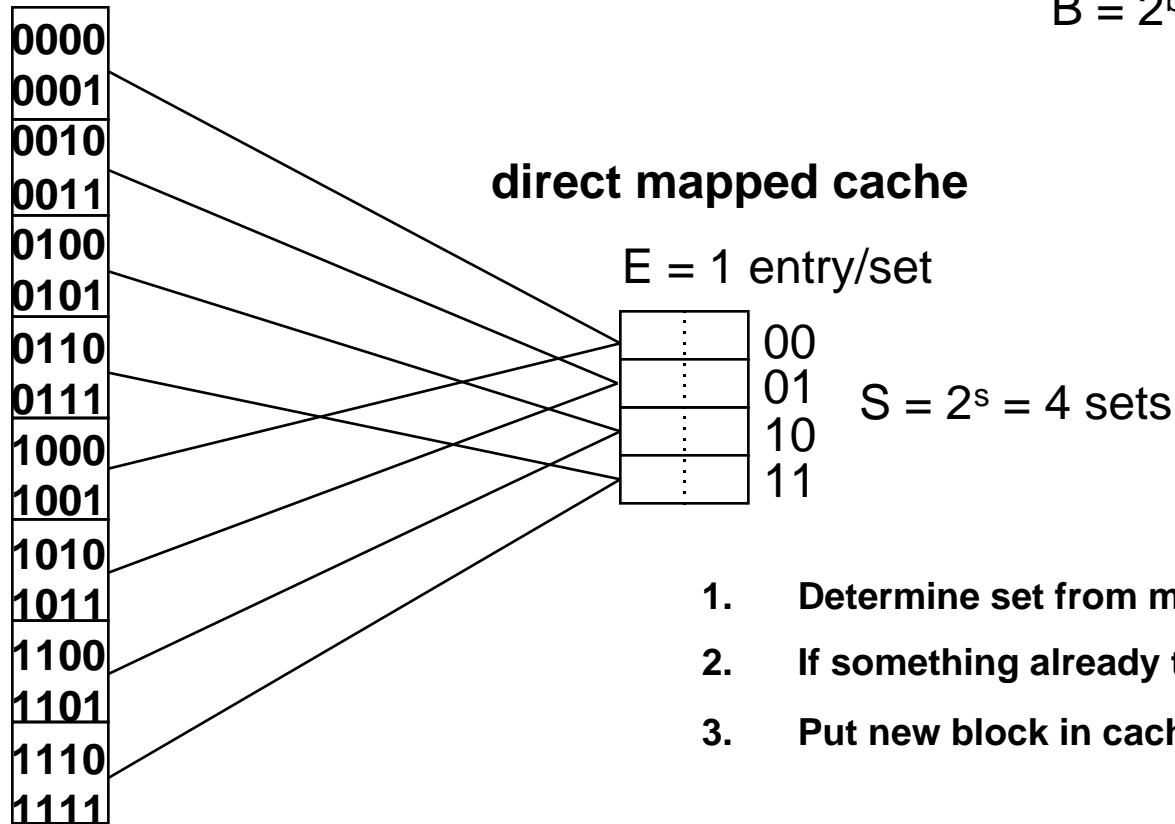 B = 2ᵇ
0000
0001
0010
0011
0100
0101
0110
0111
1000
1001
1010
1011
1100
1101
1110
1111
direct mapped cache
E = 1 entry/set
00
01
10
11
S = 2ˢ = 4 sets
1. Determine set from
2. If something already
3. Put new block in